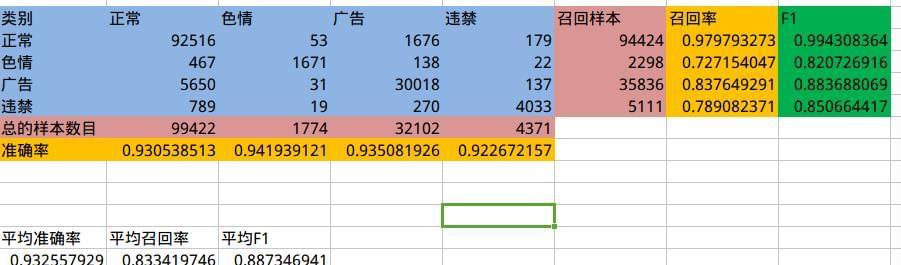 类别 正常 色情 广告 违禁 召回样本 召回率 F1
正常 92516 53 1676 179 94424 0.979793273 0.994308364
色情 467 1671 138 22 2298 0.727154047 0.820726916
广告 5650 31 30018 137 35836 0.837649291 0.883688069
违禁 789 19 270 4033 5111 0.789082371 0.850664417
总的样本数目 99422 1774 32102 4371
准确率 0.930538513 0.941939121 0.935081926 0.922672157
平均准确率 平均召回率 平均F1
0.932557929 0.833419746 0.887346941